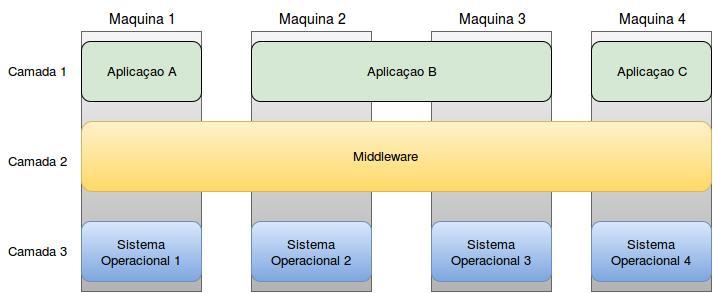 Maquina 1
Maquina 2
Maquina 3
Maquina 4
Camada 1
Aplicaçao A
Aplicaçao B
Aplicaçao C
Camada 2
Middleware
Camada 3
Sistema
Operacional 1
Sistema
Operacional 2
Sistema
Operacional 3
Sistema
Operacional 4